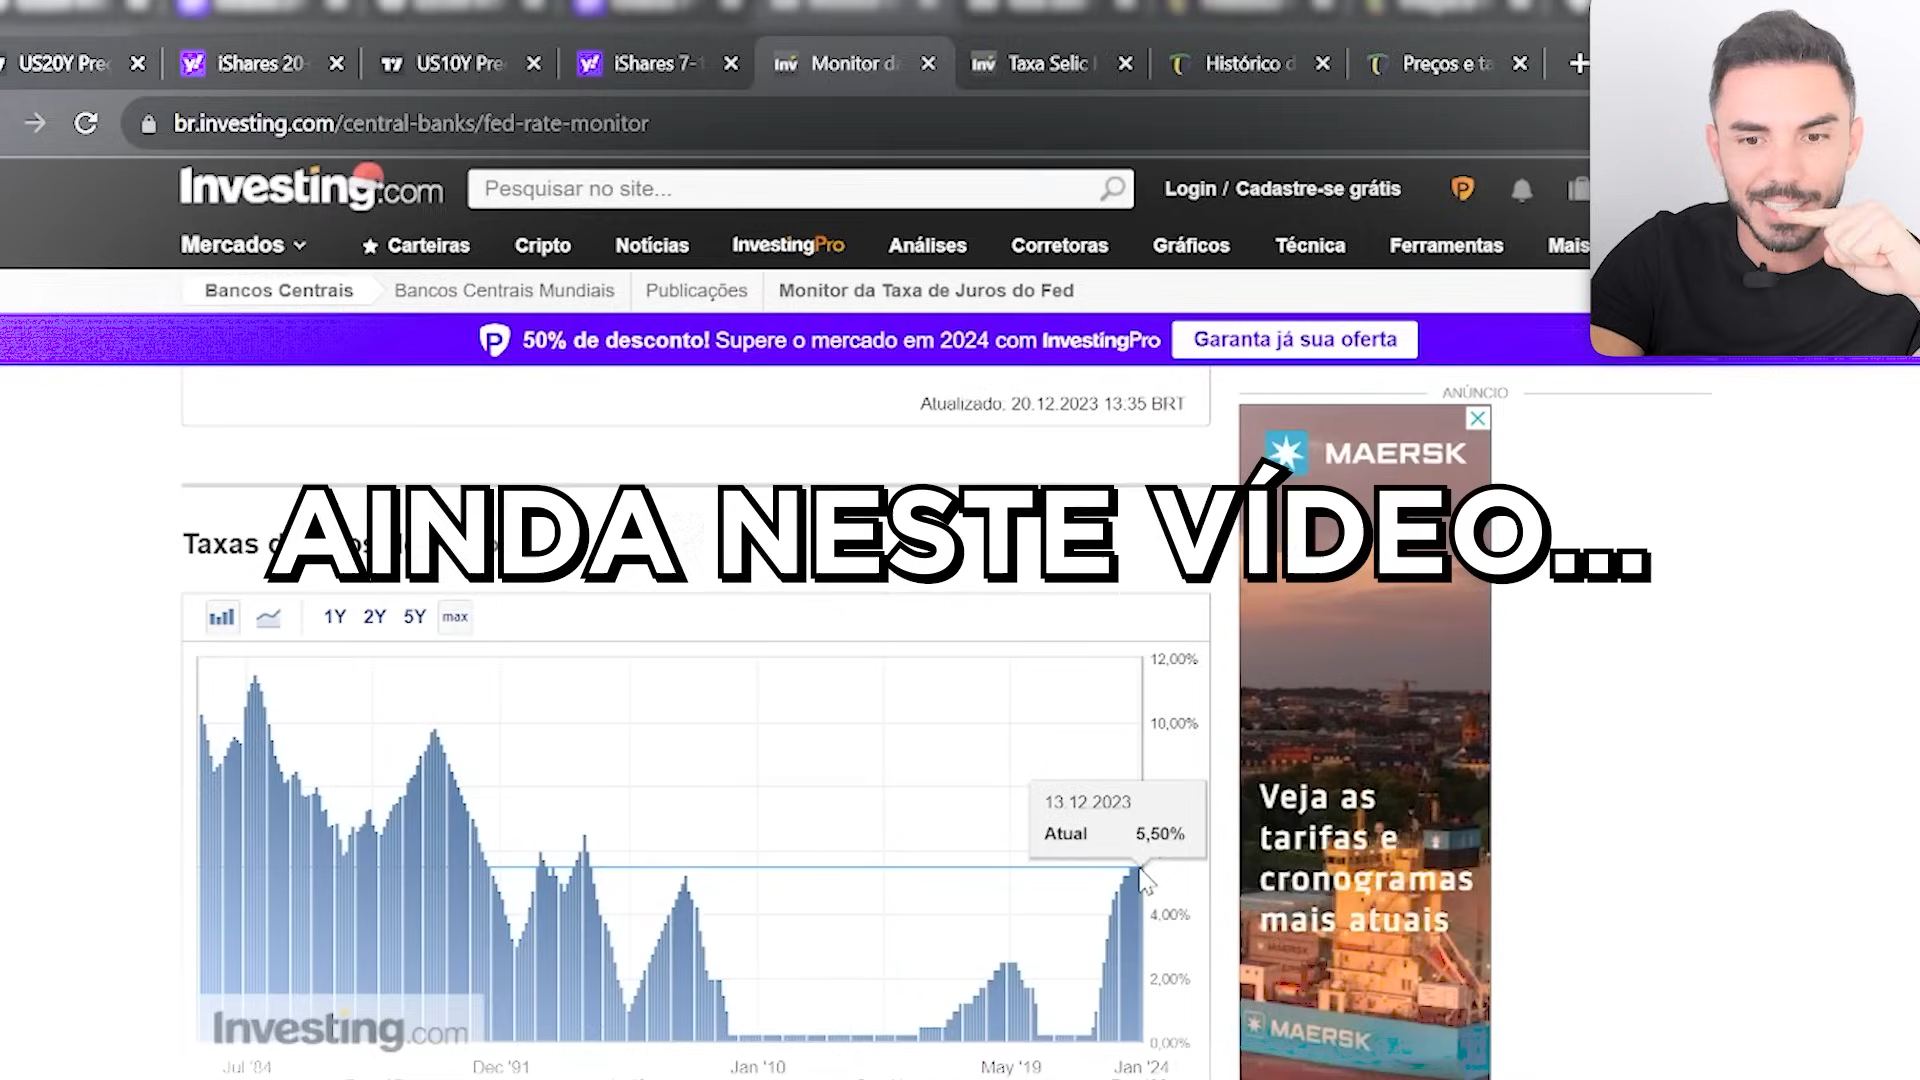 US20Y Pre
iShares 20-
US10Y Pre
iShares 7-1
Monitor da
Taxa Selic
Histórico d
Preços e ta
br.investing.com/central-banks/fed-rate-monitor
Investing.com
Pesquisar no site...
Login / Cadastre-se grátis
Mercados
Carteiras
Cripto
Notícias
InvestingPro
Análises
Corretoras
Gráficos
Técnica
Ferramentas
Mais
Bancos Centrais
Bancos Centrais Mundiais
Publicações
Monitor da Taxa de Juros do Fed
50% de desconto! Supere o mercado em 2024 com InvestingPro
Garanta já sua oferta
Atualizado: 20.12.2023 13:35 BRT
ANÚNCIO
MAERSK
AINDA NESTE VÍDEO...
Taxas
1Y 2Y 5Y max
12,00%
10,00%
13.12.2023
Atual 5,50%
4,00%
2,00%
0,00%
Investing.com
Jul '84
Dec '91
Jan '10
May '19
Jan '24
Veja as
tarifas e
cronogramas
mais atuais
MAERSK
MAERSK